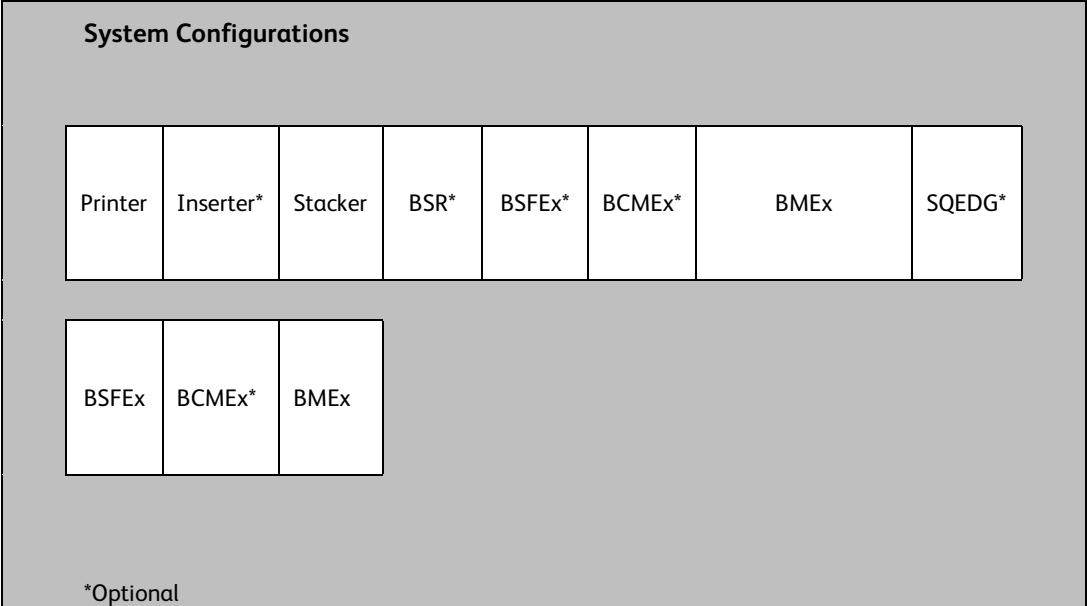 System Configurations
Printer Inserter* Stacker BSR* BSFEx* BCMEx* BMEx SQEDG*
BSFEx BCMEx* BMEx
*Optional